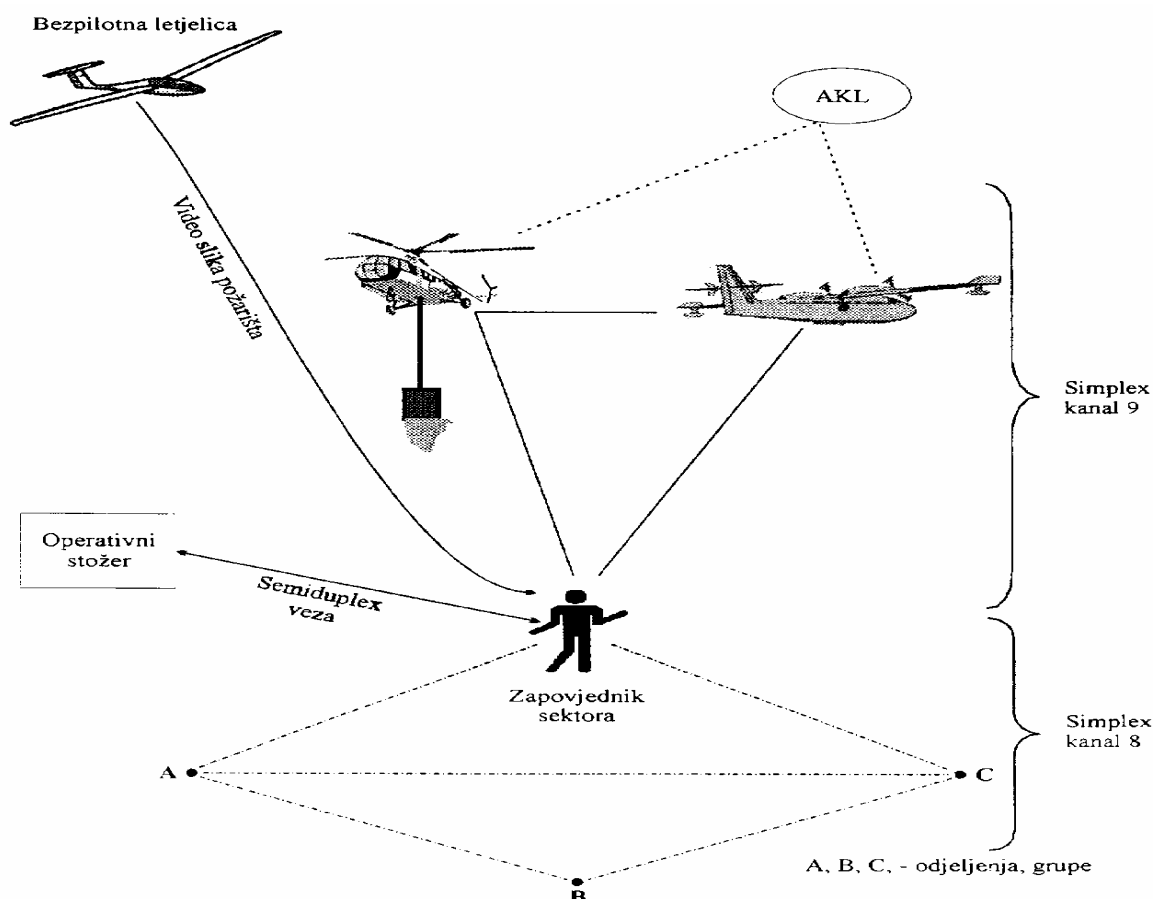 Bezpilotna letjelica
AKL
Video slika požarišta
Simplex
kanal 9
Operativni
stožer
Semiduplex
veza
Zapovjednik
sektora
Simplex
kanal 8
A
C
A, B, C, - odjeljenja, grupe
B